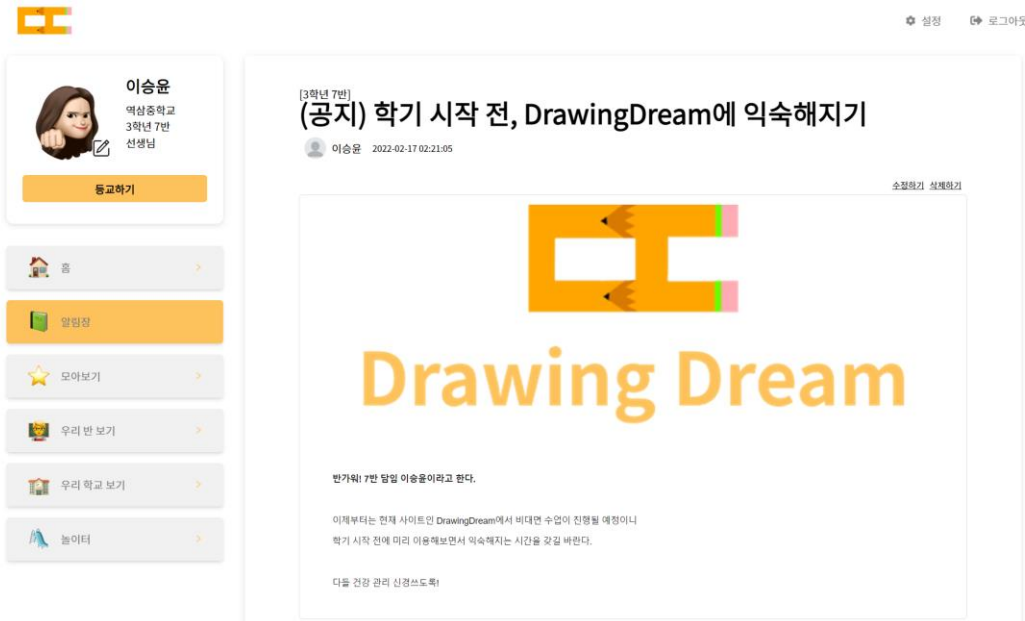 설정
로그아웃
이승윤
역삼중학교
3학년 7반
선생님
등교하기
홈
알림장
모아보기
우리 반 보기
우리 학교 보기
놀이터
[3학년 7반]
(공지) 학기 시작 전, DrawingDream에 익숙해지기
이승윤 2022-02-17 02:21:05
수정하기 삭제하기
Drawing Dream
반가워! 7반 담임 이승윤이라고 한다.
이제부터는 현재 사이트인 DrawingDream에서 비대면 수업이 진행될 예정이니
학기 시작 전에 미리 이용해보면서 익숙해지는 시간을 갖길 바란다.
다들 건강 관리 신경쓰도록!